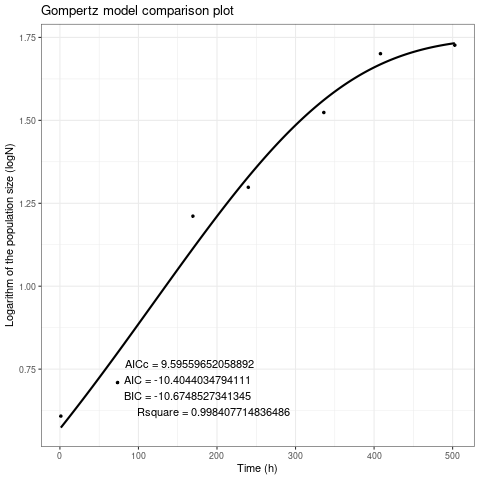 Gompertz model comparison plot
Logarithm of the population size (logN)
1.75
1.50
1.25
1.00
0.75
AICc = 9.59559652058892
AIC = -10.4044034794111
BIC = -10.6748527341345
Rsquare = 0.998407714836486
0 100 200 300 400 500
Time (h)